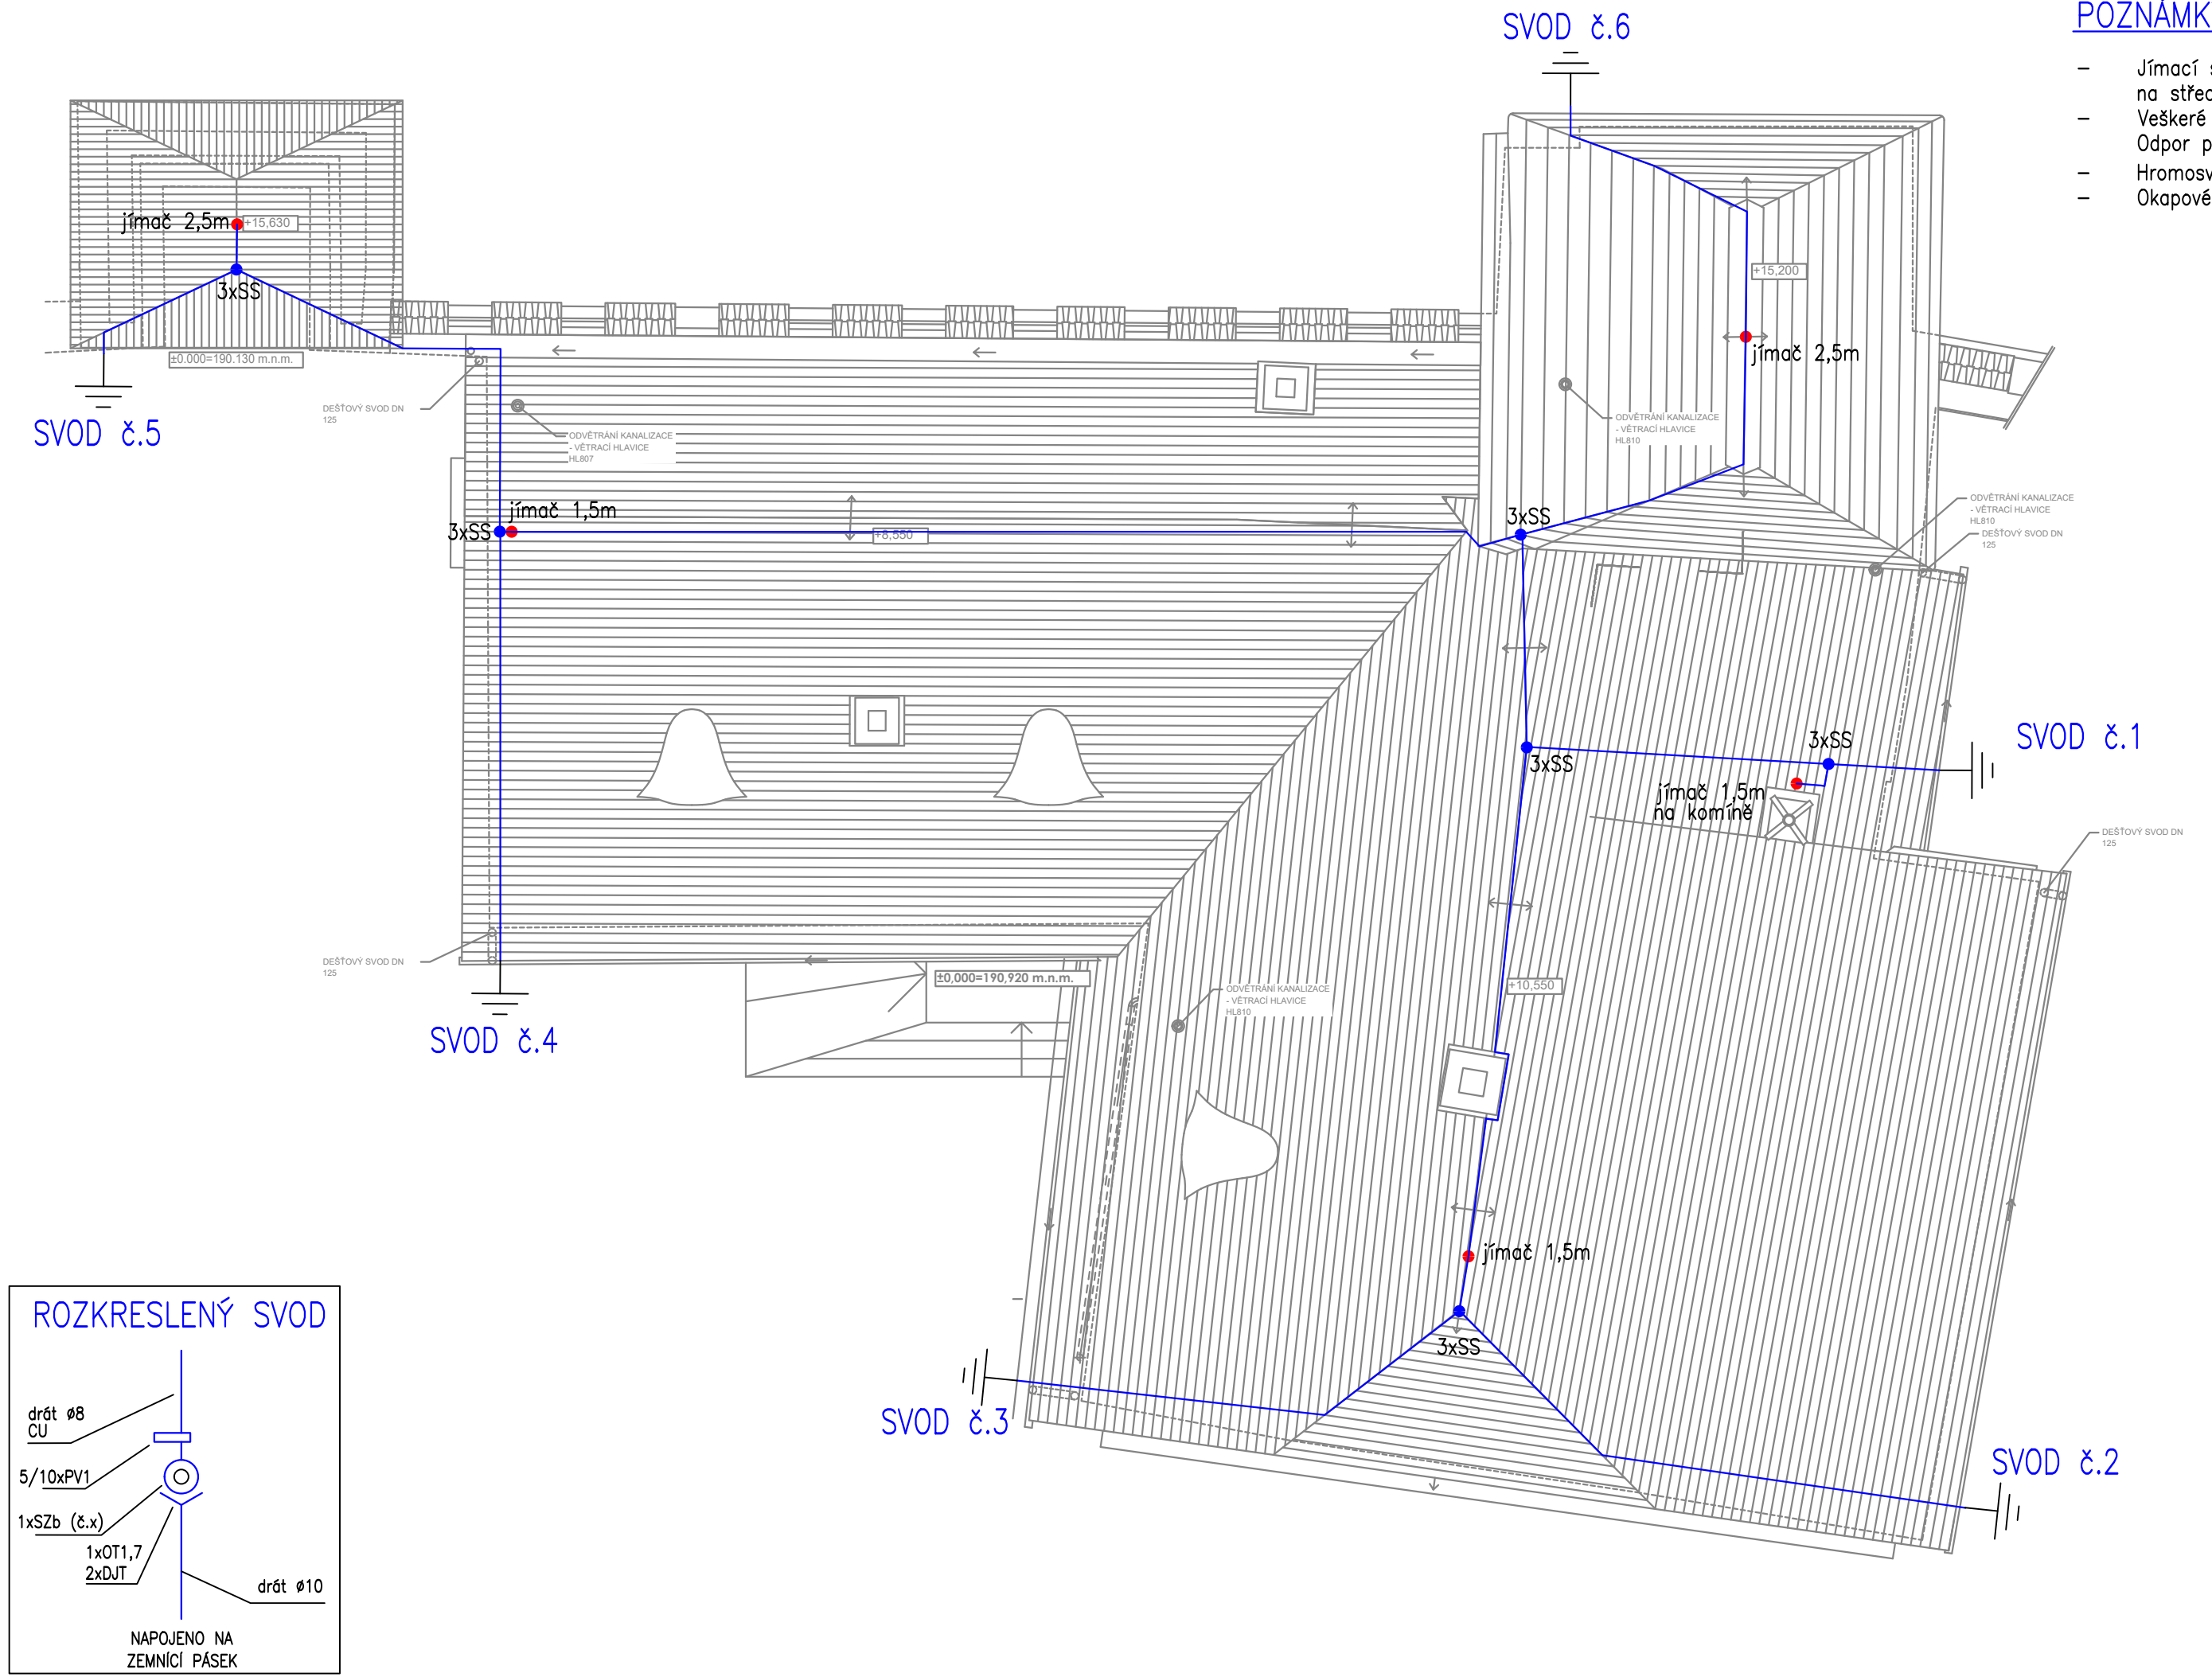 SVOD č.6
POZNÁMK
- Jímací s
na střec
- Veškeré
Odpor p
- Hromosv
- Okapové
jímač 2,5m
+15,630
3xSS
±0.000=190.130 m.n.m.
SVOD č.5
DEŠŤOVÝ SVOD DN
125
ODVĚTRÁNÍ KANALIZACE
- VĚTRACÍ HLAVICE
HL807
+15,200
jímač 2,5m
ODVĚTRÁNÍ KANALIZACE
- VĚTRACÍ HLAVICE
HL810
jímač 1,5m
3xSS
+8,550
3xSS
ODVĚTRÁNÍ KANALIZACE
- VĚTRACÍ HLAVICE
HL810
DEŠŤOVÝ SVOD DN
125
SVOD č.1
3xSS
3xSS
jímač 1,5m
na komíně
DEŠŤOVÝ SVOD DN
125
DEŠŤOVÝ SVOD DN
125
±0,000=190,920 m.n.m.
ODVĚTRÁNÍ KANALIZACE
- VĚTRACÍ HLAVICE
HL810
+10,550
SVOD č.4
jímač 1,5m
3xSS
SVOD č.3
SVOD č.2
ROZKRESLENÝ SVOD
drát ø8
CU
5/10xPV1
1xSZb (č.x)
1xOT1,7
2xDJT
drát ø10
NAPOJENO NA
ZEMNÍCÍ PÁSEK